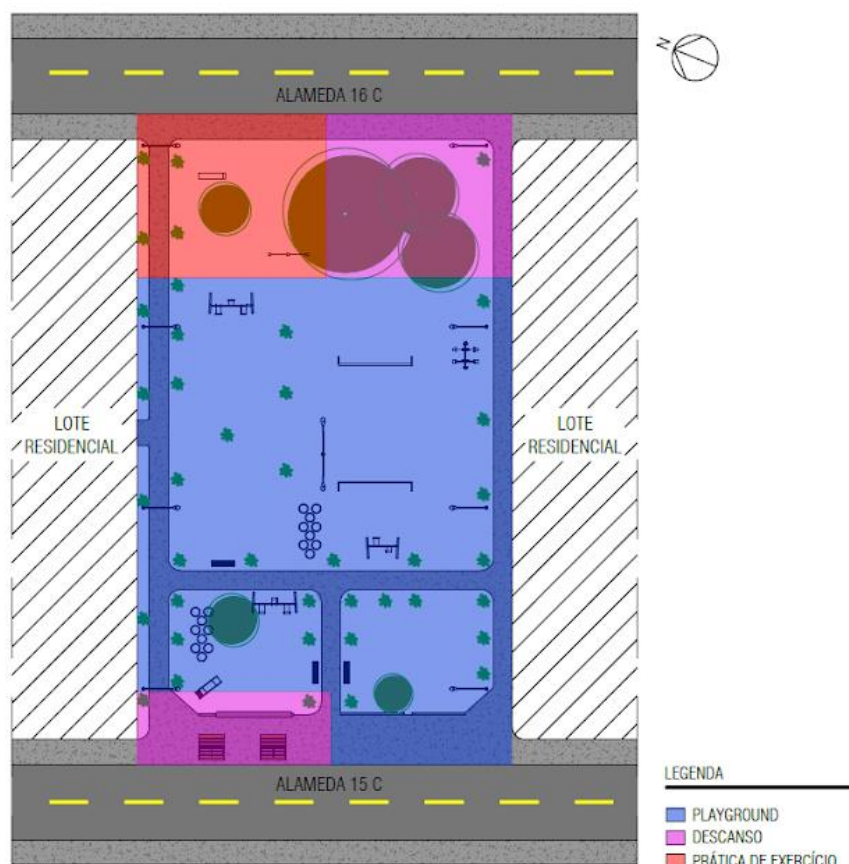 N
ALAMEDA 16 C
LOTE
RESIDENCIAL
LOTE
RESIDENCIAL
ALAMEDA 15 C
LEGENDA
PLAYGROUND
DESCANSO
PRÁTICA DE EXERCÍCIO